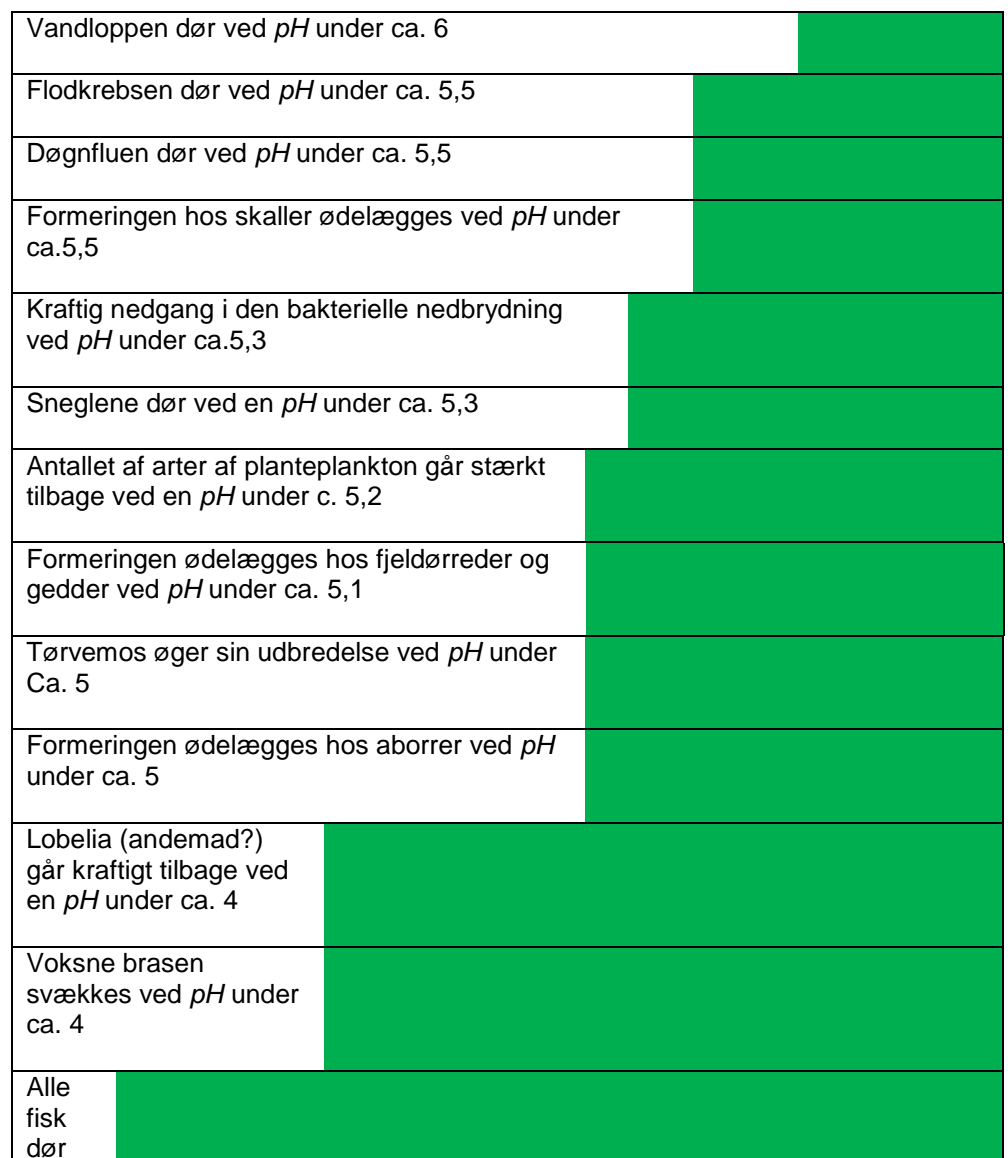 Vandloppen dør ved pH under ca. 6
Flodkrebsen dør ved pH under ca. 5,5
Døgnfluen dør ved pH under ca. 5,5
Formeringen hos skaller ødelægges ved pH under
ca.5,5
Kraftig nedgang i den bakterielle nedbrydning
ved pH under ca.5,3
Sneglene dør ved en pH under ca. 5,3
Antallet af arter af planteplankton går stærkt
tilbage ved en pH under c. 5,2
Formeringen ødelægges hos fjeldørreder og
gedder ved pH under ca. 5,1
Tørvemos øger sin udbredelse ved pH under
Ca. 5
Formeringen ødelægges hos aborrer ved pH
under ca. 5
Lobelia (andemad?)
går kraftigt tilbage ved
en pH under ca. 4
Voksne brasen
svækkes ved pH under
ca. 4
Alle
fisk
dør